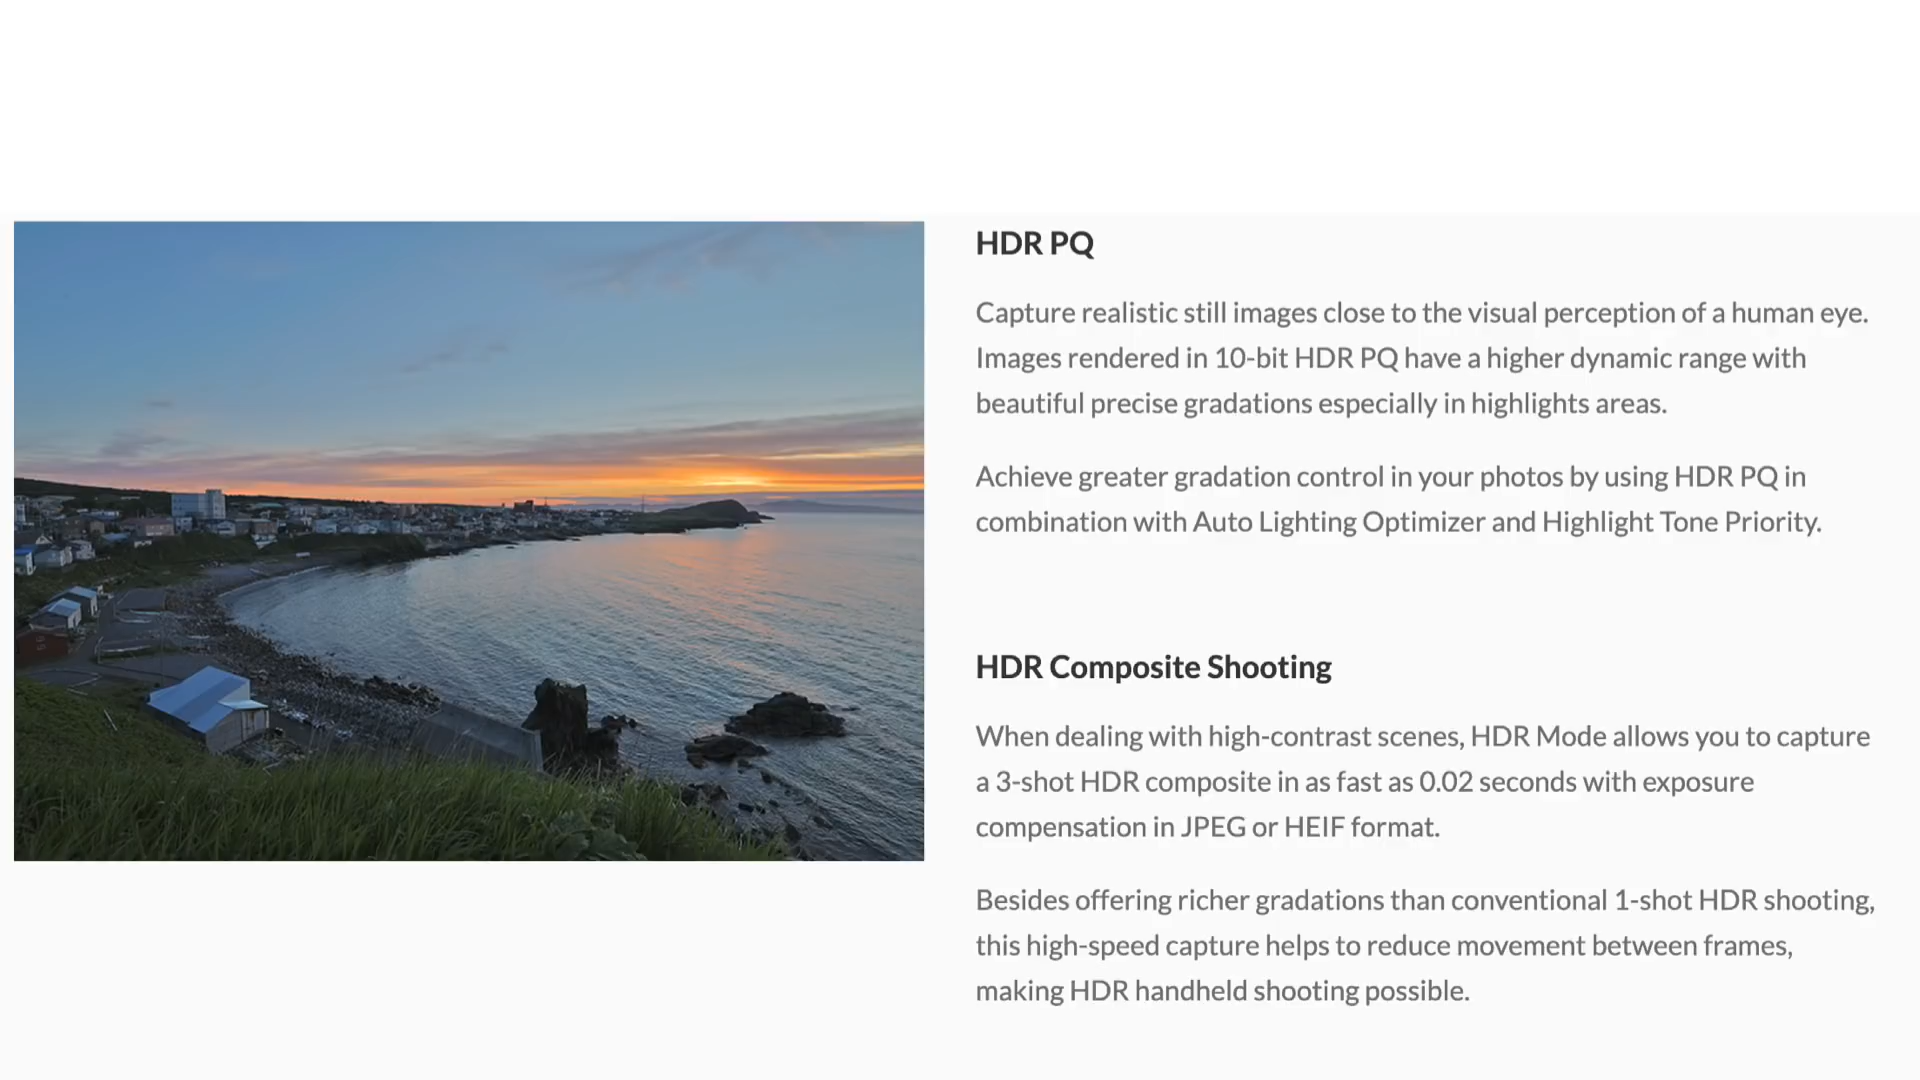 HDR PQ
Capture realistic still images close to the visual perception of a human eye.
Images rendered in 10-bit HDR PQ have a higher dynamic range with
beautiful precise gradations especially in highlights areas.
Achieve greater gradation control in your photos by using HDR PQ in
combination with Auto Lighting Optimizer and Highlight Tone Priority.
HDR Composite Shooting
When dealing with high-contrast scenes, HDR Mode allows you to capture
a 3-shot HDR composite in as fast as 0.02 seconds with exposure
compensation in JPEG or HEIF format.
Besides offering richer gradations than conventional 1-shot HDR shooting,
this high-speed capture helps to reduce movement between frames,
making HDR handheld shooting possible.